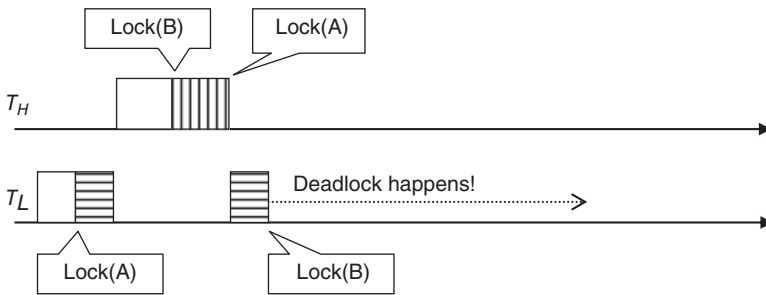 Lock(B)
Lock(A)
T_H
T_L
Deadlock happens!
Lock(A)
Lock(B)